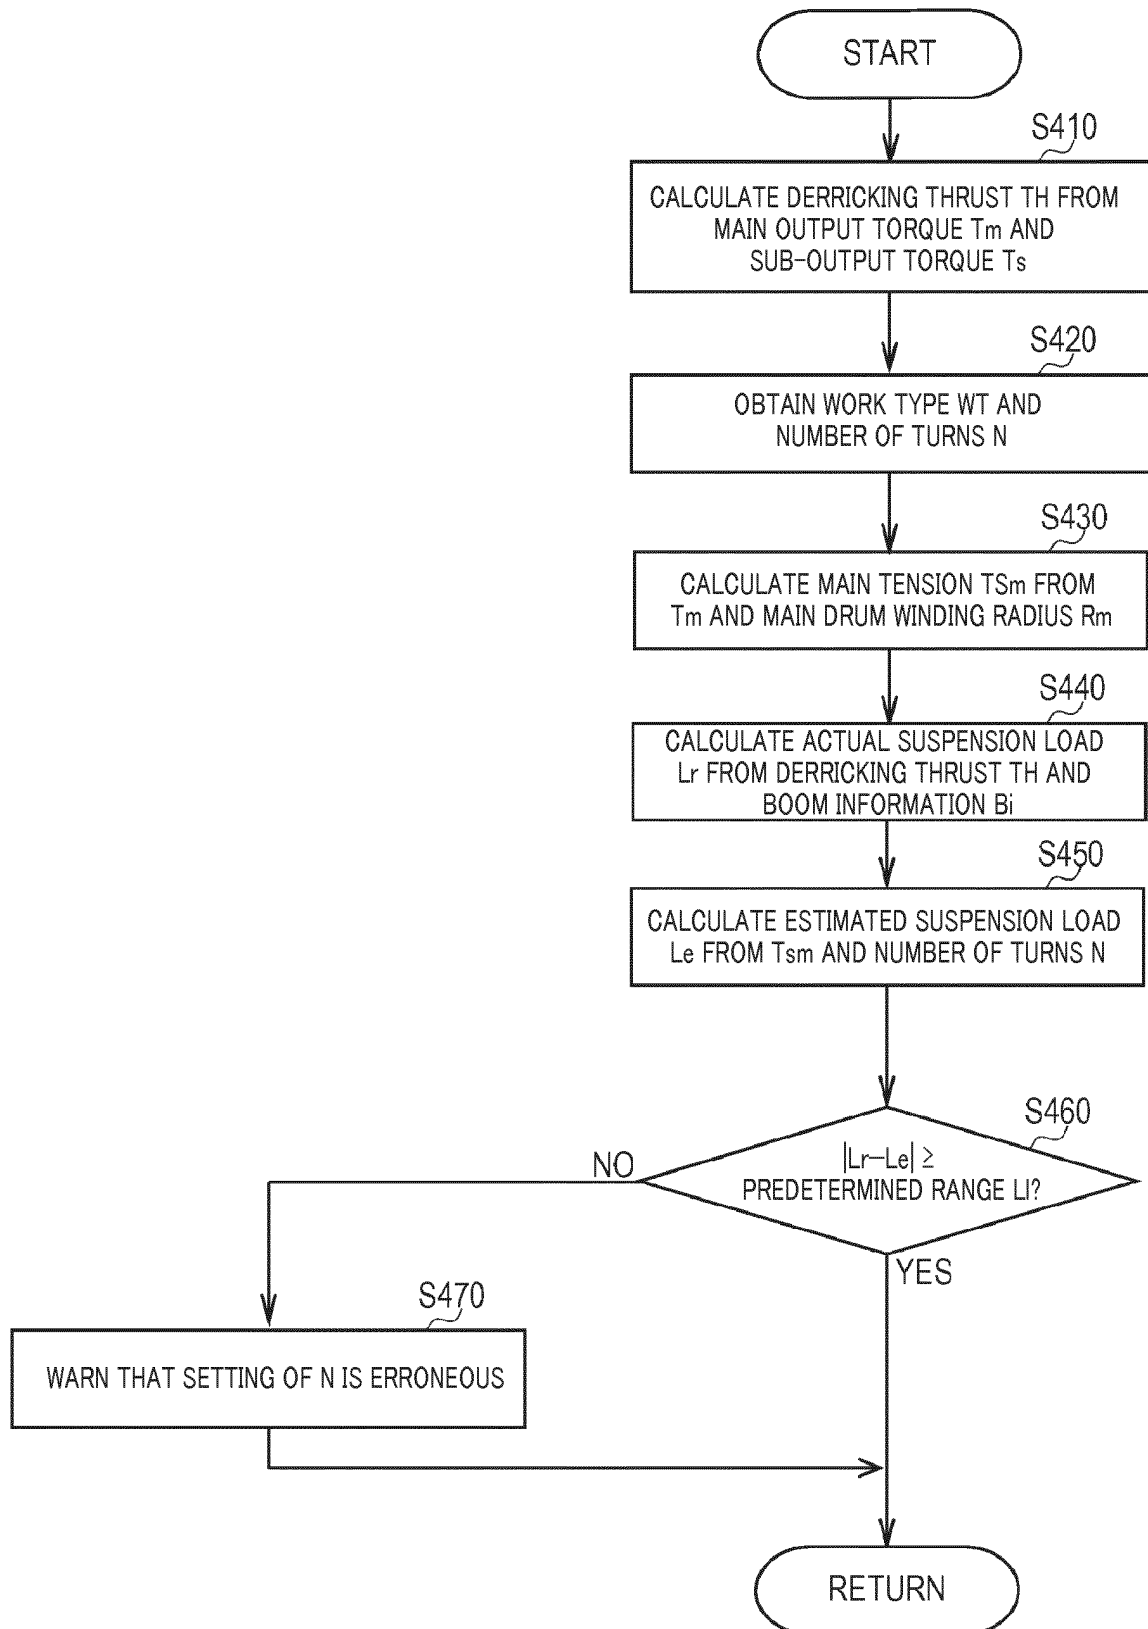 START
S410
CALCULATE DERRICKING THRUST TH FROM
MAIN OUTPUT TORQUE Tm AND
SUB-OUTPUT TORQUE Ts
S420
OBTAIN WORK TYPE WT AND
NUMBER OF TURNS N
S430
CALCULATE MAIN TENSION TSm FROM
Tm AND MAIN DRUM WINDING RADIUS Rm
S440
CALCULATE ACTUAL SUSPENSION LOAD
Lr FROM DERRICKING THRUST TH AND
BOOM INFORMATION Bi
S450
CALCULATE ESTIMATED SUSPENSION LOAD
Le FROM Tsm AND NUMBER OF TURNS N
S460
|Lr-Le| ≥
PREDETERMINED RANGE Ll?
NO
YES
S470
WARN THAT SETTING OF N IS ERRONEOUS
RETURN